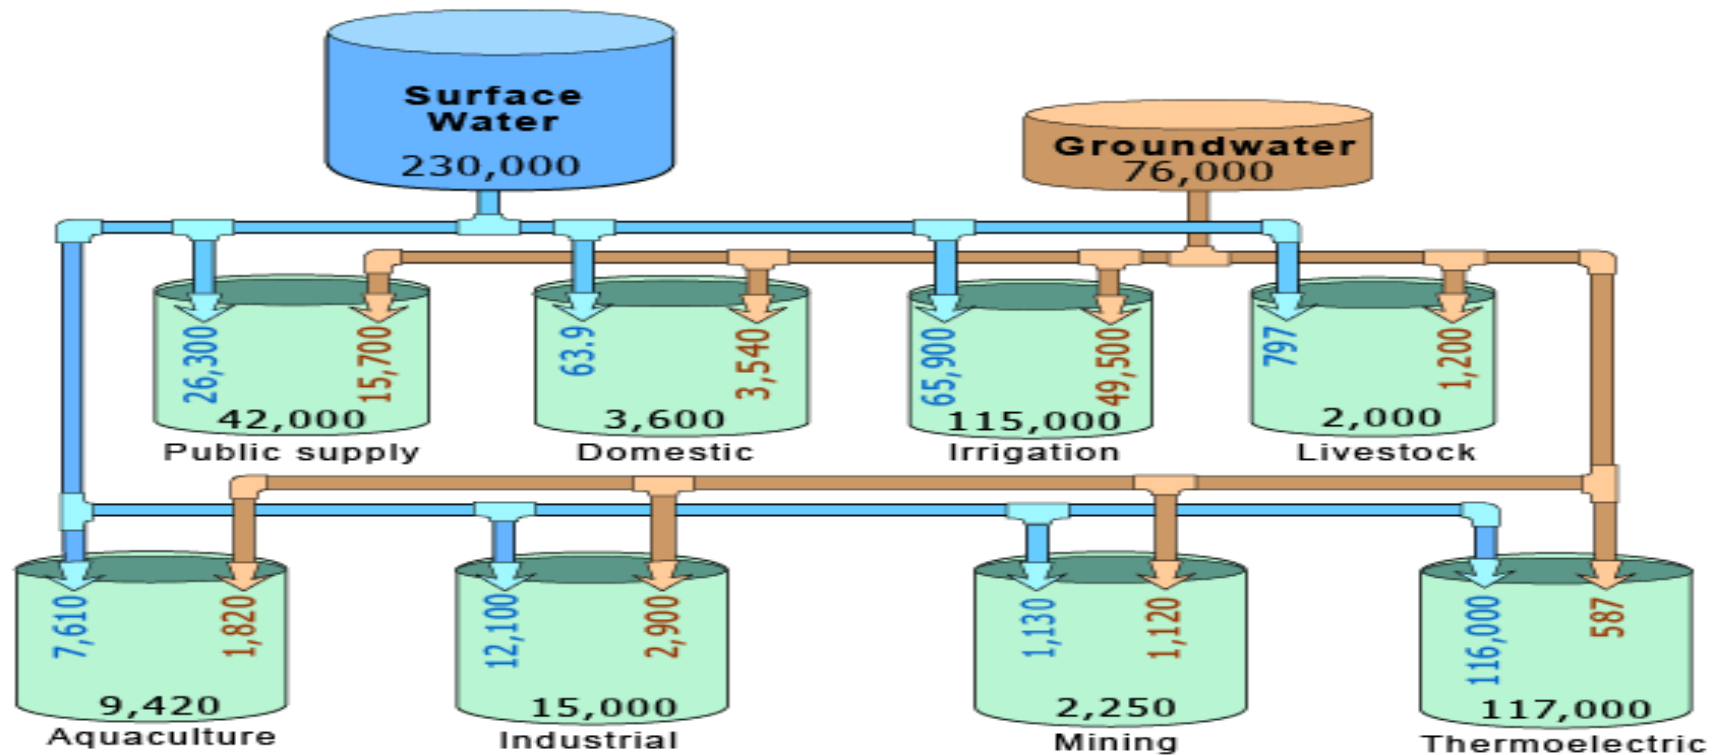 Surface
Water
230,000
Groundwater
76,000
26,300
15,700
42,000
Public supply
63.9
3,540
3,600
Domestic
65,900
49,500
115,000
Irrigation
797
1,200
2,000
Livestock
7,610
1,820
9,420
Aquaculture
12,100
2,900
15,000
Industrial
1,130
1,120
2,250
Mining
116,000
587
117,000
Thermoelectric